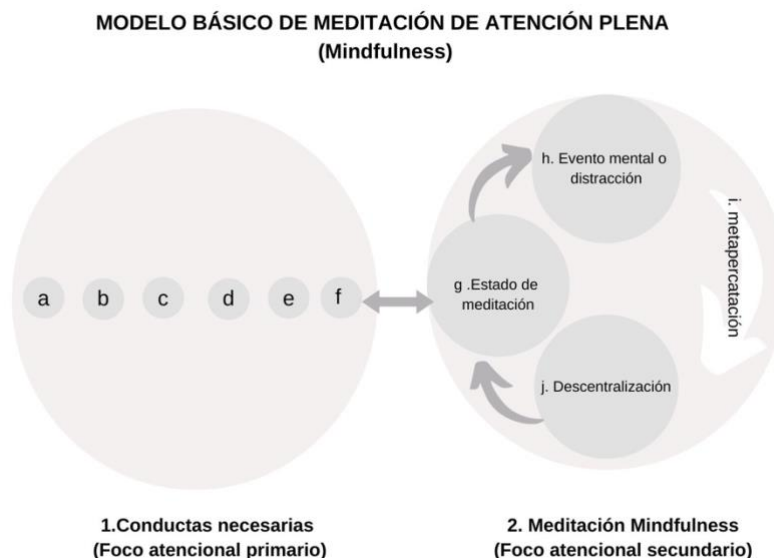 MODELO BÁSICO DE MEDITACIÓN DE ATENCIÓN PLENA
(Mindfulness)
a b c d e f
g .Estado de
meditación
h. Evento mental o
distracción
i. metapercatación
j. Descentralización
1.Conductas necesarias
(Foco atencional primario)
2. Meditación Mindfulness
(Foco atencional secundario)